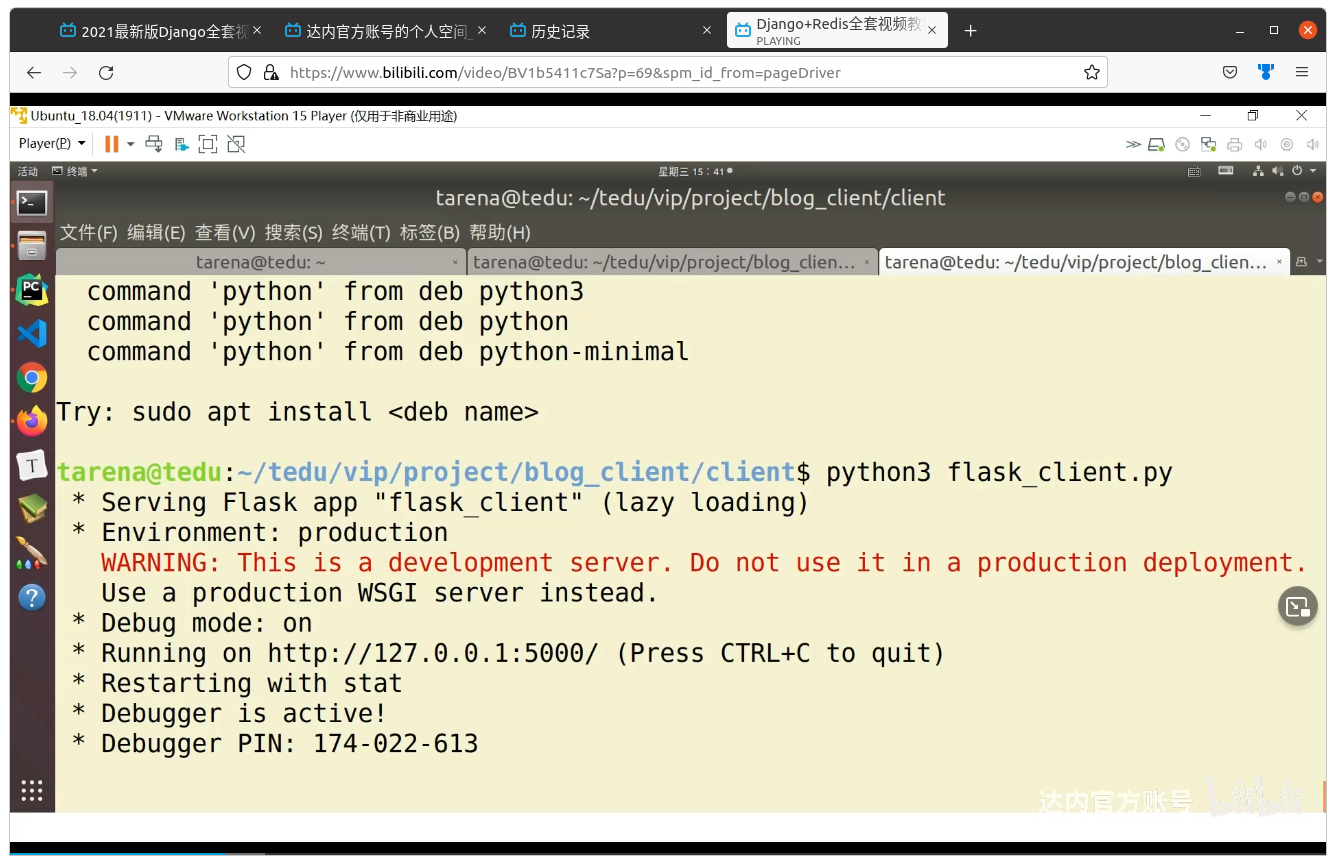 2021最新版Django全套视
达内官方账号的个人空间_
历史记录
Django+Redis全套视频教
PLAYING
https://www.bilibili.com/video/BV1b5411c7Sa?p=69&spm_id_from=pageDriver
Ubuntu_18.04(1911) - VMware Workstation 15 Player (仅用于非商业用途)
Player(P)
活动 终端 星期三 15：41
tarena@tedu: ~/tedu/vip/project/blog_client/client
文件(F) 编辑(E) 查看(V) 搜索(S) 终端(T) 标签(B) 帮助(H)
tarena@tedu: ~
tarena@tedu: ~/tedu/vip/project/blog_clien...
tarena@tedu: ~/tedu/vip/project/blog_clien...
command 'python' from deb python3
command 'python' from deb python
command 'python' from deb python-minimal
Try: sudo apt install <deb name>
tarena@tedu:~/tedu/vip/project/blog_client/client$ python3 flask_client.py
* Serving Flask app "flask_client" (lazy loading)
* Environment: production
WARNING: This is a development server. Do not use it in a production deployment.
Use a production WSGI server instead.
* Debug mode: on
* Running on http://127.0.0.1:5000/ (Press CTRL+C to quit)
* Restarting with stat
* Debugger is active!
* Debugger PIN: 174-022-613
PC
T
达内官方账号 bilibili